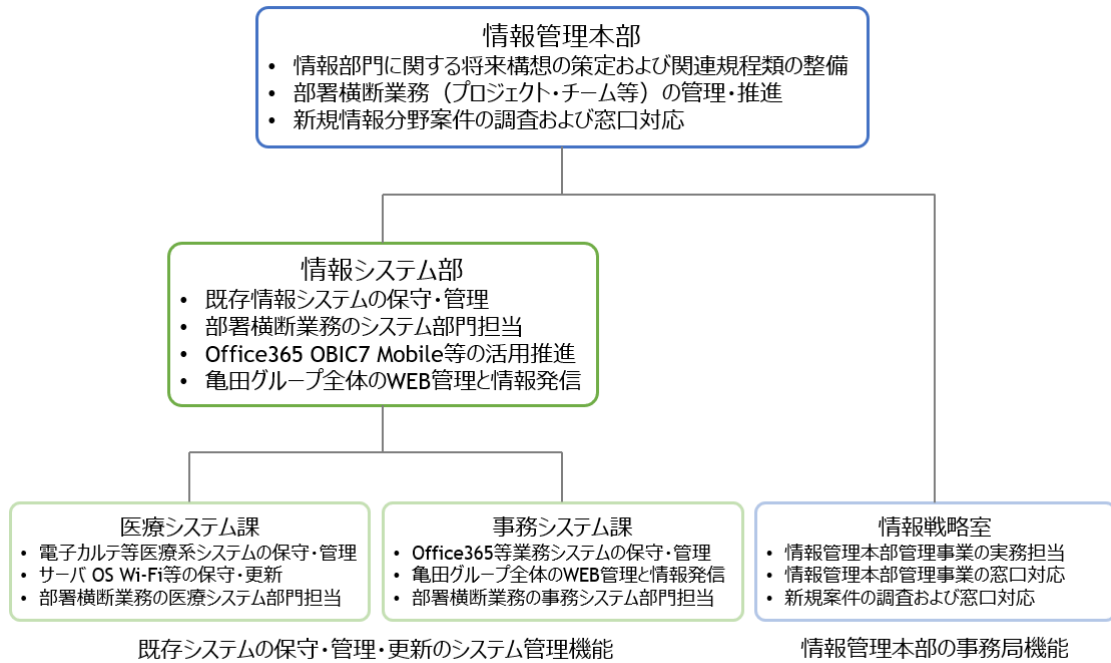 情報管理本部
• 情報部門に関する将来構想の策定および関連規程類の整備
• 部署横断業務（プロジェクト・チーム等）の管理・推進
• 新規情報分野案件の調査および窓口対応
情報システム部
• 既存情報システムの保守・管理
• 部署横断業務のシステム部門担当
• Office365 OBIC7 Mobile等の活用推進
• 亀田グループ全体のWEB管理と情報発信
医療システム課
• 電子カルテ等医療系システムの保守・管理
• サーバ OS Wi-Fi等の保守・更新
• 部署横断業務の医療システム部門担当
事務システム課
• Office365等業務システムの保守・管理
• 亀田グループ全体のWEB管理と情報発信
• 部署横断業務の事務システム部門担当
情報戦略室
• 情報管理本部管理事業の実務担当
• 情報管理本部管理事業の窓口対応
• 新規案件の調査および窓口対応
既存システムの保守・管理・更新のシステム管理機能
情報管理本部の事務局機能